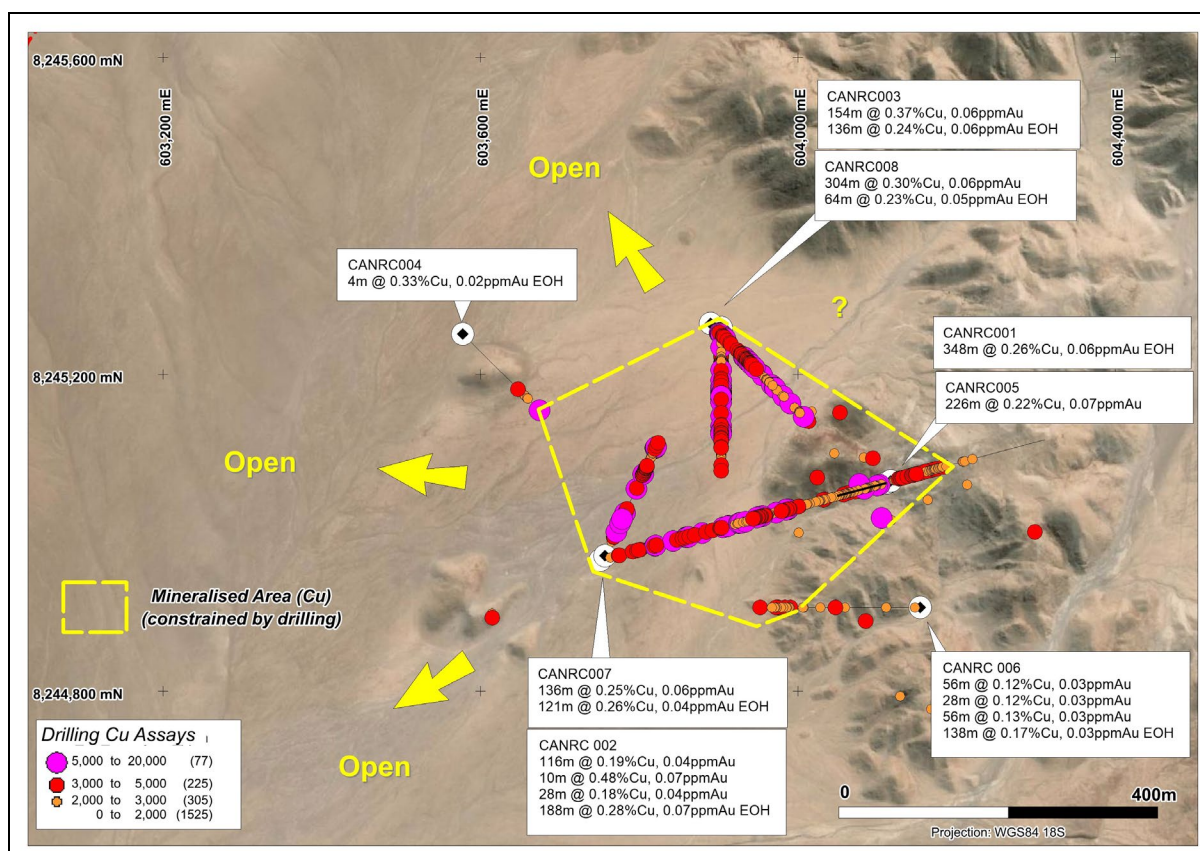 8,245,600 mN
603,200 mE
603,600 mE
604,000 mE
604,400 mE
CANRC003
154m @ 0.37%Cu, 0.06ppmAu
136m @ 0.24%Cu, 0.06ppmAu EOH
Open
CANRC008
304m @ 0.30%Cu, 0.06ppmAu
64m @ 0.23%Cu, 0.05ppmAu EOH
CANRC004
4m @ 0.33%Cu, 0.02ppmAu EOH
?
CANRC001
348m @ 0.26%Cu, 0.06ppmAu EOH
8,245,200 mN
CANRC005
226m @ 0.22%Cu, 0.07ppmAu
Open
Mineralised Area (Cu)
(constrained by drilling)
8,244,800 mN
CANRC007
136m @ 0.25%Cu, 0.06ppmAu
121m @ 0.26%Cu, 0.04ppmAu EOH
CANRC 006
56m @ 0.12%Cu, 0.03ppmAu
28m @ 0.12%Cu, 0.03ppmAu
56m @ 0.13%Cu, 0.03ppmAu
138m @ 0.17%Cu, 0.03ppmAu EOH
CANRC 002
116m @ 0.19%Cu, 0.04ppmAu
10m @ 0.48%Cu, 0.07ppmAu
28m @ 0.18%Cu, 0.04ppmAu
188m @ 0.28%Cu, 0.07ppmAu EOH
Open
Drilling Cu Assays
5,000 to 20,000 (77)
3,000 to 5,000 (225)
2,000 to 3,000 (305)
0 to 2,000 (1525)
0 400m
Projection: WGS84 18S